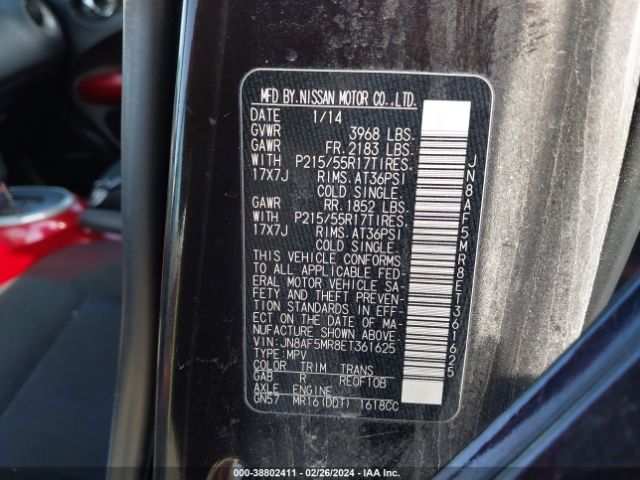 MFD BY.NISSAN MOTOR CO.,LTD.
DATE 1/14
GVWR 3968 LBS.
GAWR FR. 2183 LBS.
WITH P215/55R17TIRES.
17X7J RIMS. AT36PSI
COLD SINGLE.
GAWR RR. 1852 LBS.
WITH P215/55R17TIRES.
17X7J RIMS. AT36PSI
COLD SINGLE.
THIS VEHICLE CONFORMS
TO ALL APPLICABLE FED-
ERAL MOTOR VEHICLE SA-
FETY AND THEFT PREVEN-
TION STANDARDS IN EFF-
ECT ON THE DATE OF MA-
NUFACTURE SHOWN ABOVE.
VIN:JN8AF5MR8ET361625
TYPE:MPV
COLOR TRIM TRANS
GAB R RE0F10B
AXLE ENGINE
GN57 MR16(DDT) 1618CC
JN8AF5MR8ET361625
000-38802411 - 02/26/2024 - IAA Inc.